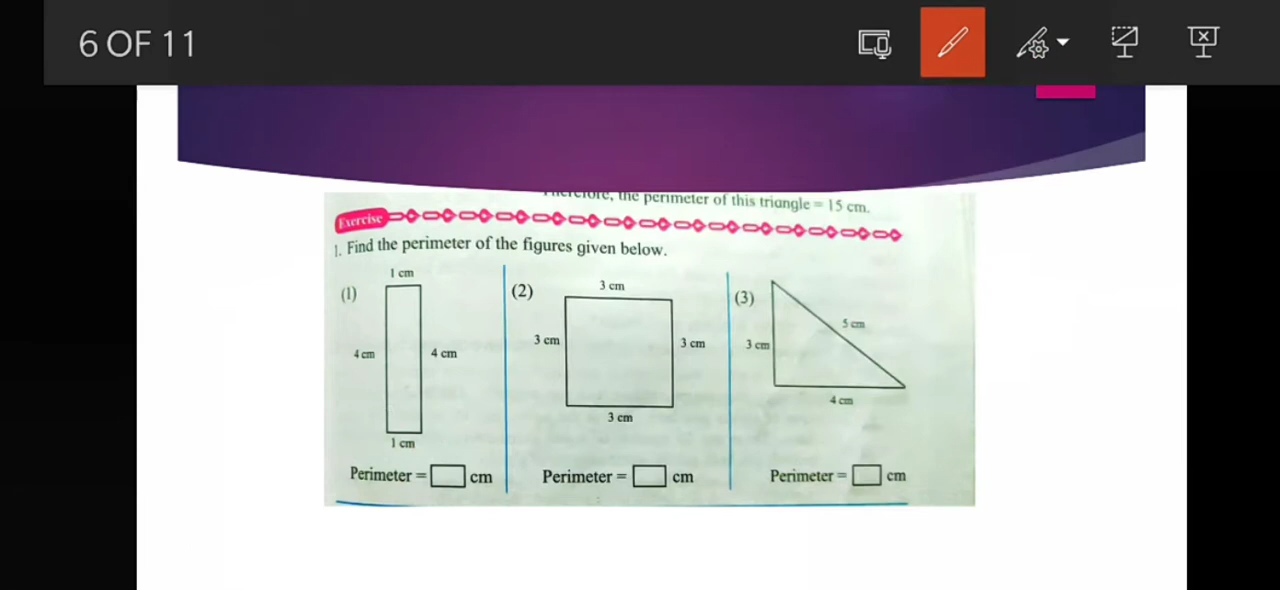 6 OF 11
Therefore, the perimeter of this triangle = 15 cm.
Exercise
1. Find the perimeter of the figures given below.
(1)
1 cm
4 cm
4 cm
1 cm
Perimeter = cm
(2)
3 cm
3 cm
3 cm
3 cm
Perimeter = cm
(3)
5 cm
3 cm
4 cm
Perimeter = cm